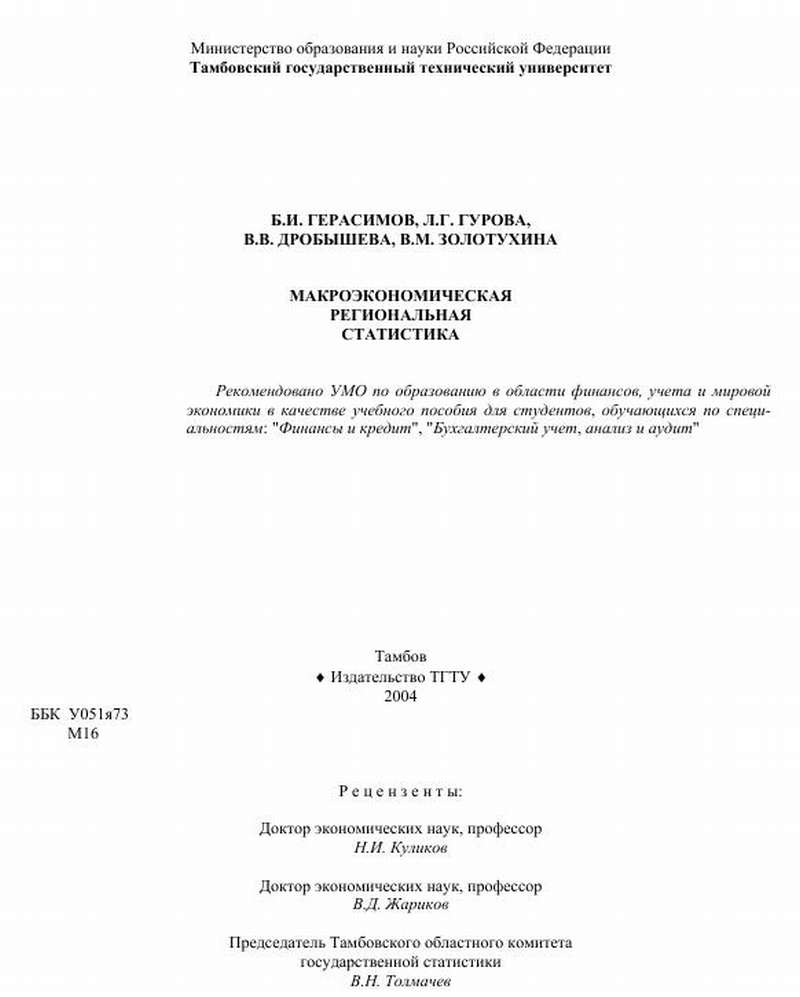 Министерство образования и науки Российской Федерации
Тамбовский государственный технический университет
Б.И. ГЕРАСИМОВ, Л.Г. ГУРОВА,
В.В. ДРОБЫШЕВА, В.М. ЗОЛОТУХИНА
МАКРОЭКОНОМИЧЕСКАЯ
РЕГИОНАЛЬНАЯ
СТАТИСТИКА
Рекомендовано УМО по образованию в области финансов, учета и мировой
экономики в качестве учебного пособия для студентов, обучающихся по специ-
альностям: "Финансы и кредит", "Бухгалтерский учет, анализ и аудит"
Тамбов
♦ Издательство ТГТУ ♦
2004
ББК У051я73
М16
Р е ц е н з е н т ы:
Доктор экономических наук, профессор
Н.И. Куликов
Доктор экономических наук, профессор
В.Д. Жариков
Председатель Тамбовского областного комитета
государственной статистики
В.Н. Толмачев